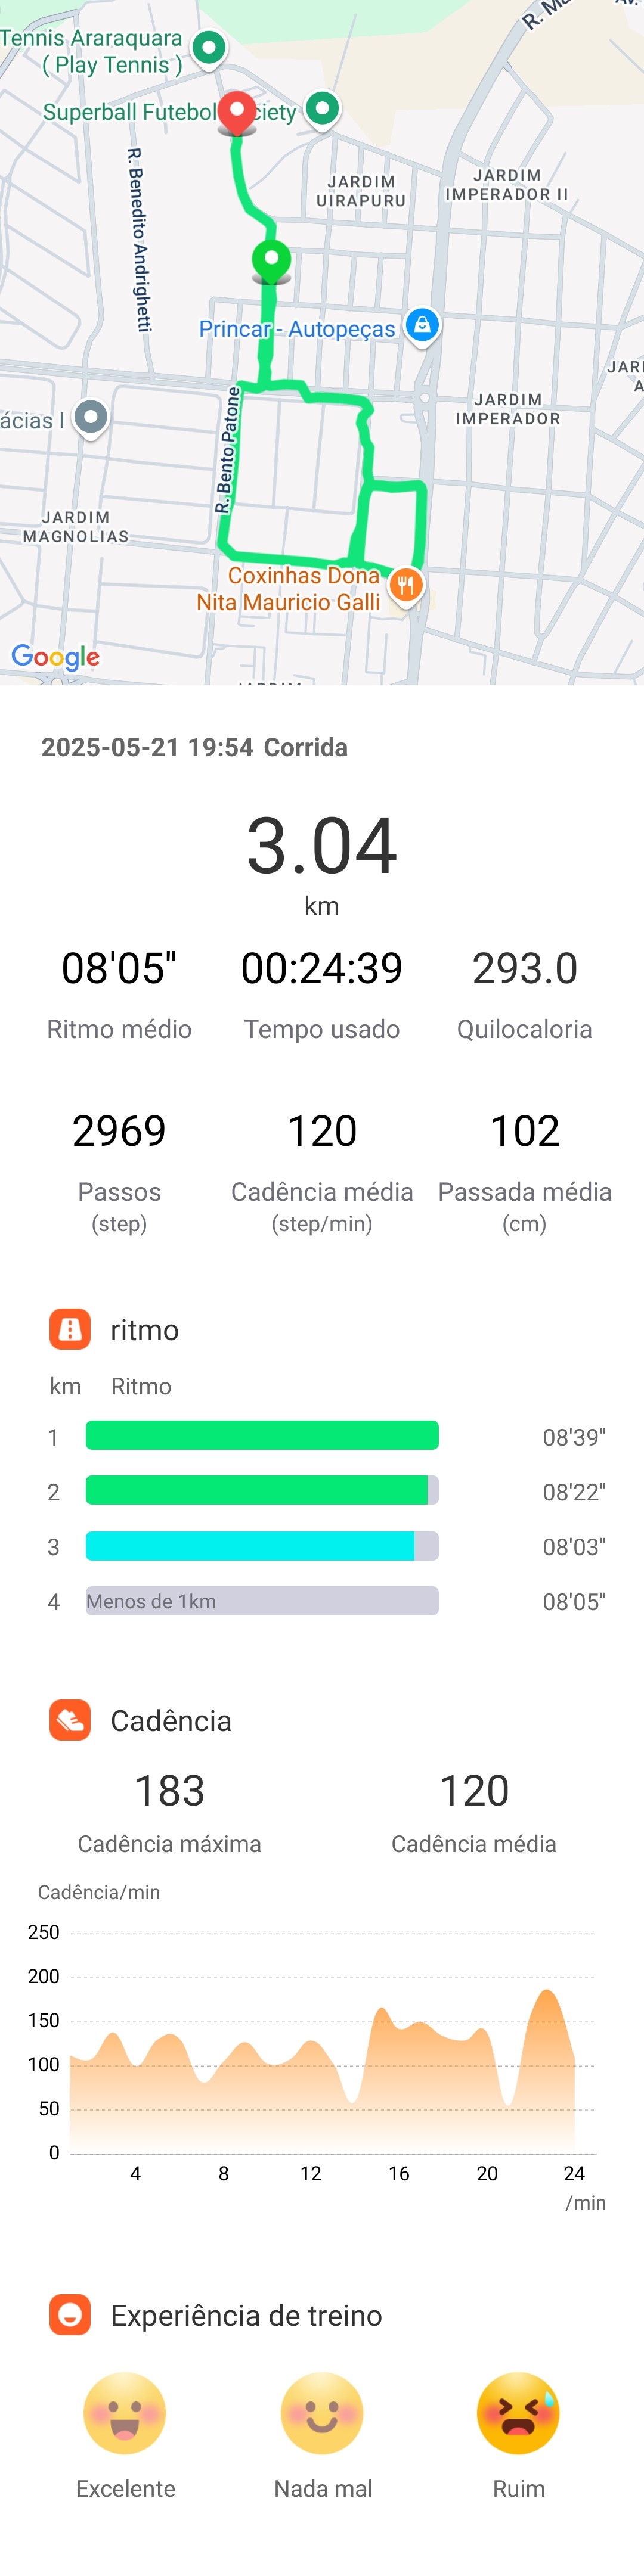 R. Ma
Tennis Araraquara
( Play Tennis )
Superball Futebol ciety
R. Benedito Andrighetti
JARDIM
UIRAPURU
JARDIM
IMPERADOR II
Princar - Autopeças
JARI
A
ácias I
R. Bento Patone
JARDIM
IMPERADOR
JARDIM
MAGNOLIAS
Coxinhas Dona
Nita Mauricio Galli
Google
JARDIM
2025-05-21 19:54 Corrida
3.04
km
08'05" 00:24:39 293.0
Ritmo médio Tempo usado Quilocaloria
2969 120 102
Passos Cadência média Passada média
(step) (step/min) (cm)
ritmo
km Ritmo
1 08'39"
2 08'22"
3 08'03"
4 Menos de 1km 08'05"
Cadência
183 120
Cadência máxima Cadência média
Cadência/min
250
200
150
100
50
0
4 8 12 16 20 24
/min
Experiência de treino
Excelente Nada mal Ruim